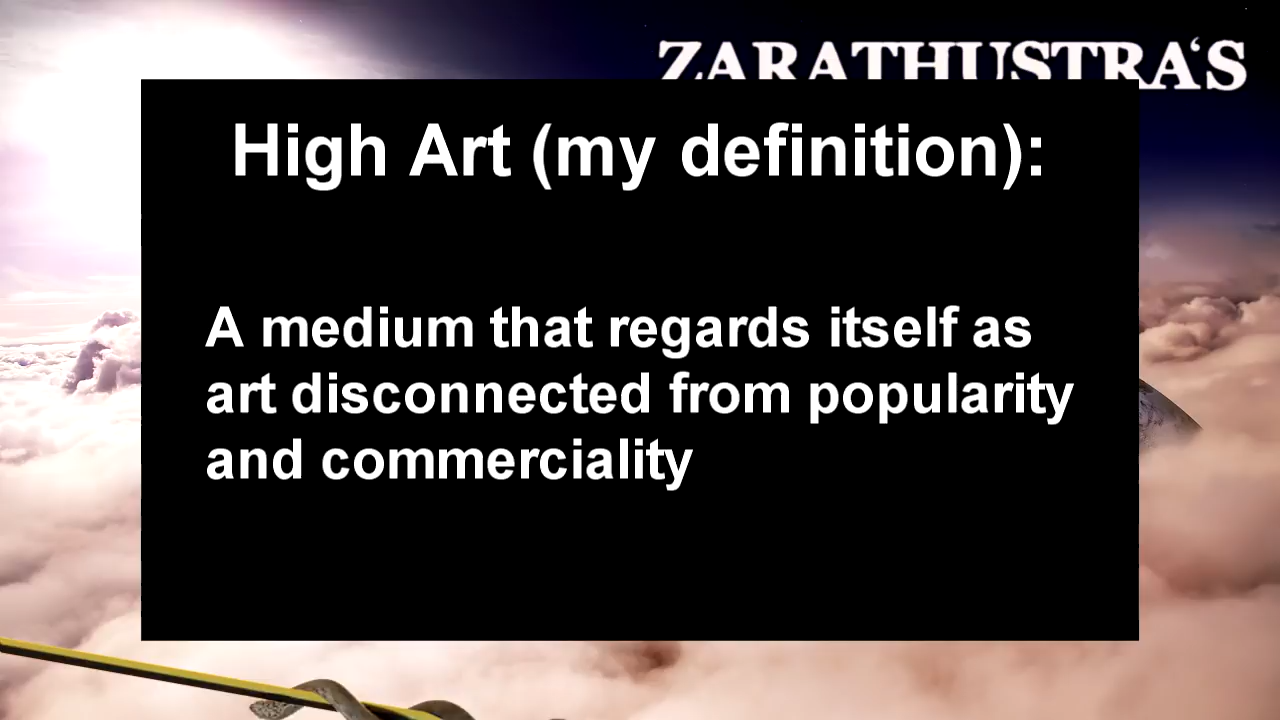 ZARATHUSTRA‘S
High Art (my definition):
A medium that regards itself as
art disconnected from popularity
and commerciality